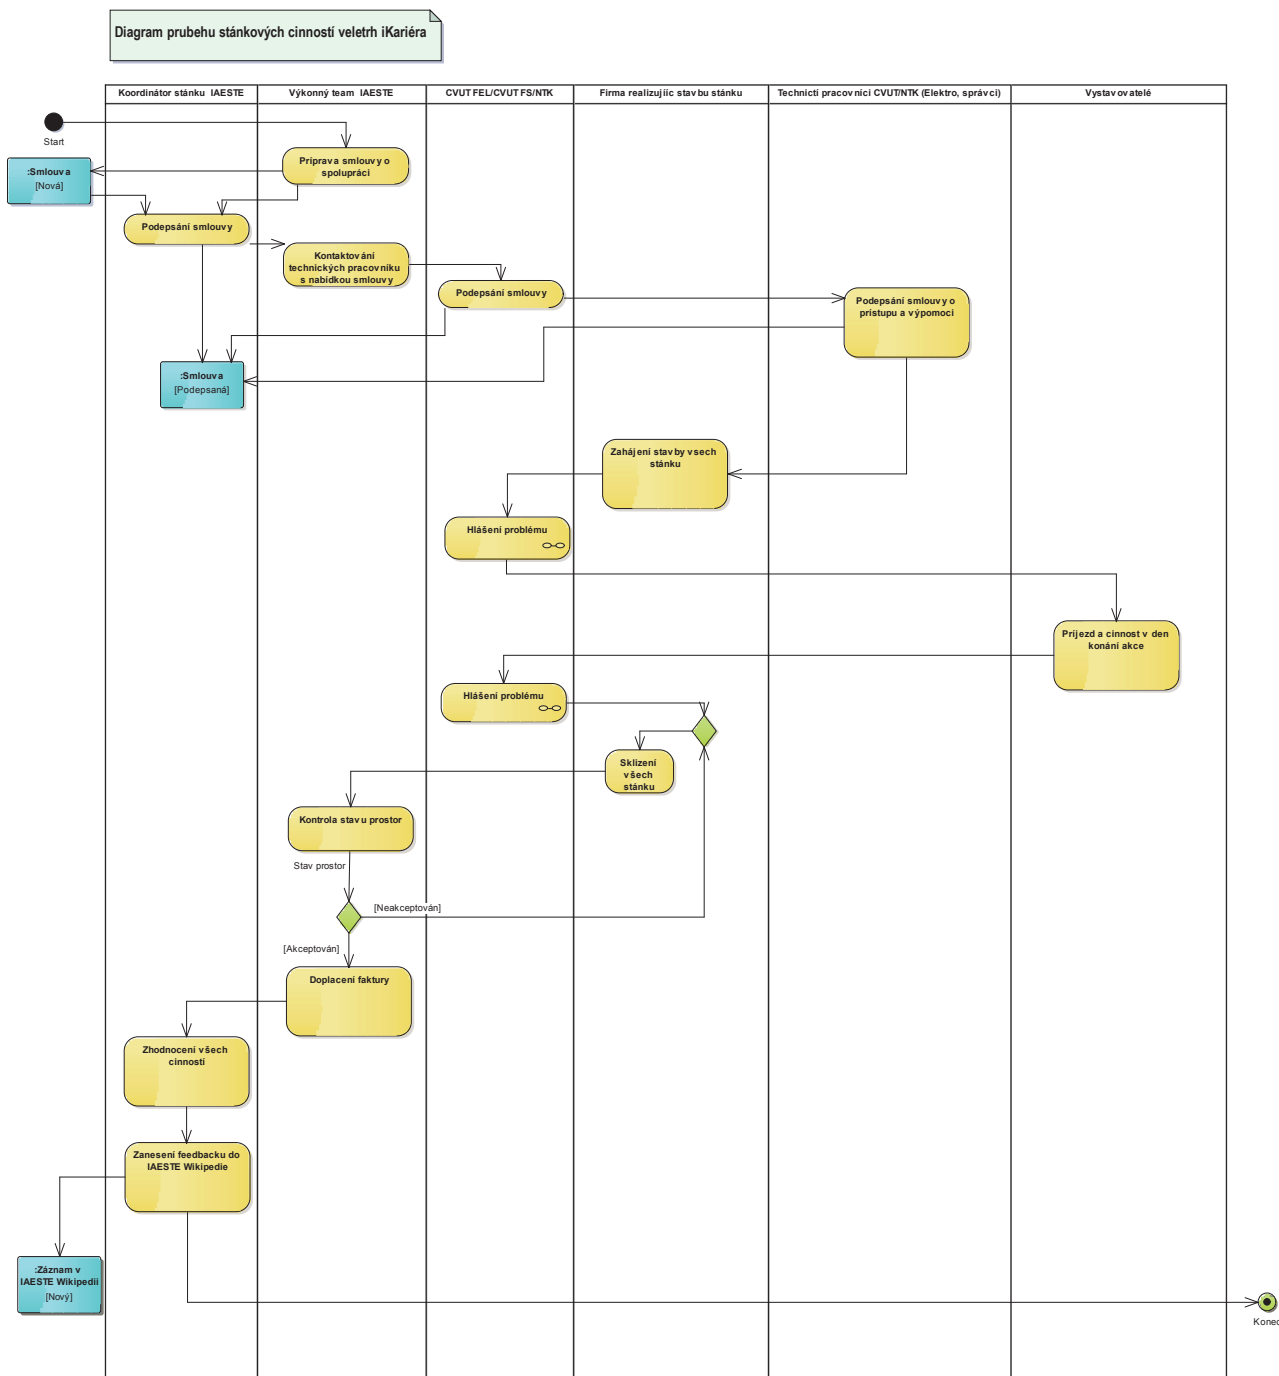 Diagram prubehu stánkových cinností veletrh iKariéra
Koordinátor stánku IAESTE
Výkonný team IAESTE
CVUT FEL/CVUT FS/NTK
Firma realizujíic stavbu stánku
Technictí pracovníci CVUT/NTK (Elektro, správci)
Vystavovatelé
Start
Príprava smlouvy o
spolupráci
:Smlouva
[Nová]
Podepsání smlouvy
Kontaktování
technických pracovníku
s nabídkou smlouvy
Podepsání smlouvy
Podepsání smlouvy o
prístupu a výpomoci
:Smlouva
[Podepsaná]
Zahájení stavby vsech
stánku
Hlášení problému
Príjezd a cinnost v den
konání akce
Hlášení problému
Sklizení
všech
stánku
Kontrola stavu prostor
Stav prostor
[Neakceptován]
[Akceptován]
Doplacení faktury
Zhodnocení všech
cinností
Zanesení feedbacku do
IAESTE Wikipedie
:Záznam v
IAESTE Wikipedii
[Nový]
Konec